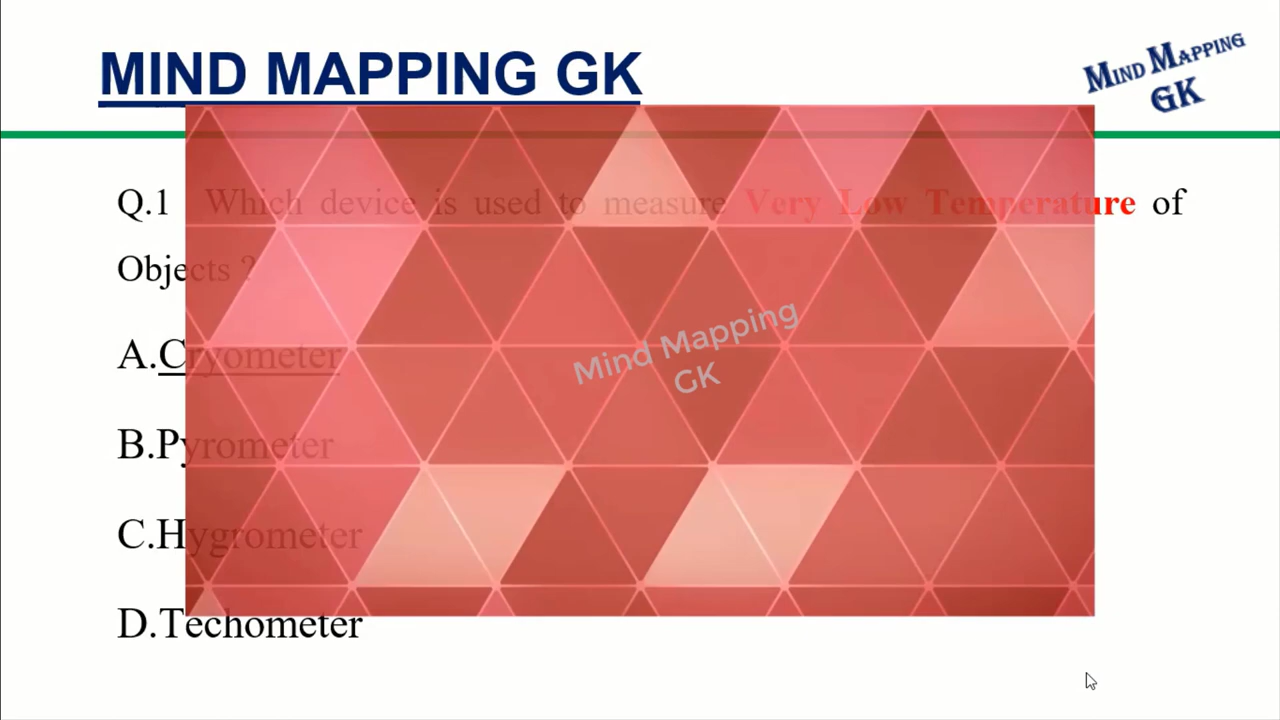 MIND MAPPING GK
MIND MAPPING
GK
Q.1 Which device is used to measure Very Low Temperature of
Objects ?
A.Cryometer
Mind Mapping
GK
B.Pyrometer
C.Hygrometer
D.Techometer